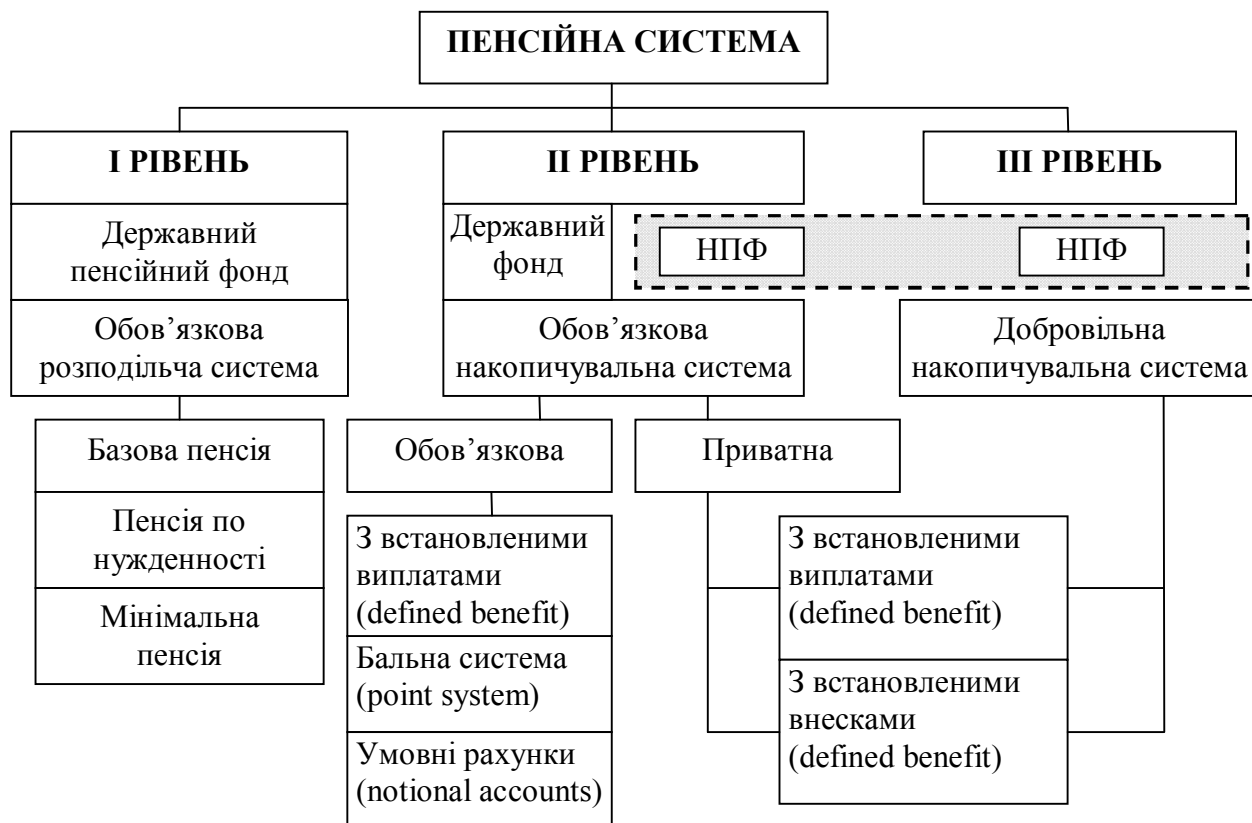 ПЕНСІЙНА СИСТЕМА
І РІВЕНЬ
ІІ РІВЕНЬ
ІІІ РІВЕНЬ
Державний
пенсійний фонд
Державний
фонд
НПФ
НПФ
Обов’язкова
розподільча система
Обов’язкова
накопичувальна система
Добровільна
накопичувальна система
Базова пенсія
Пенсія по
нужденності
Мінімальна
пенсія
Обов’язкова
Приватна
З встановленими
виплатами
(defined benefit)
Бальна система
(point system)
Умовні рахунки
(notional accounts)
З встановленими
виплатами
(defined benefit)
З встановленими
внесками
(defined benefit)